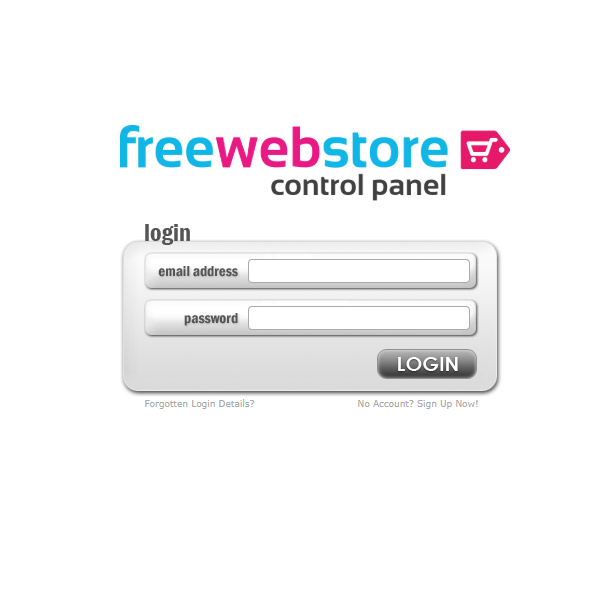 freewebstore
control panel
login
email address
password
LOGIN
Forgotten Login Details? No Account? Sign Up Now!